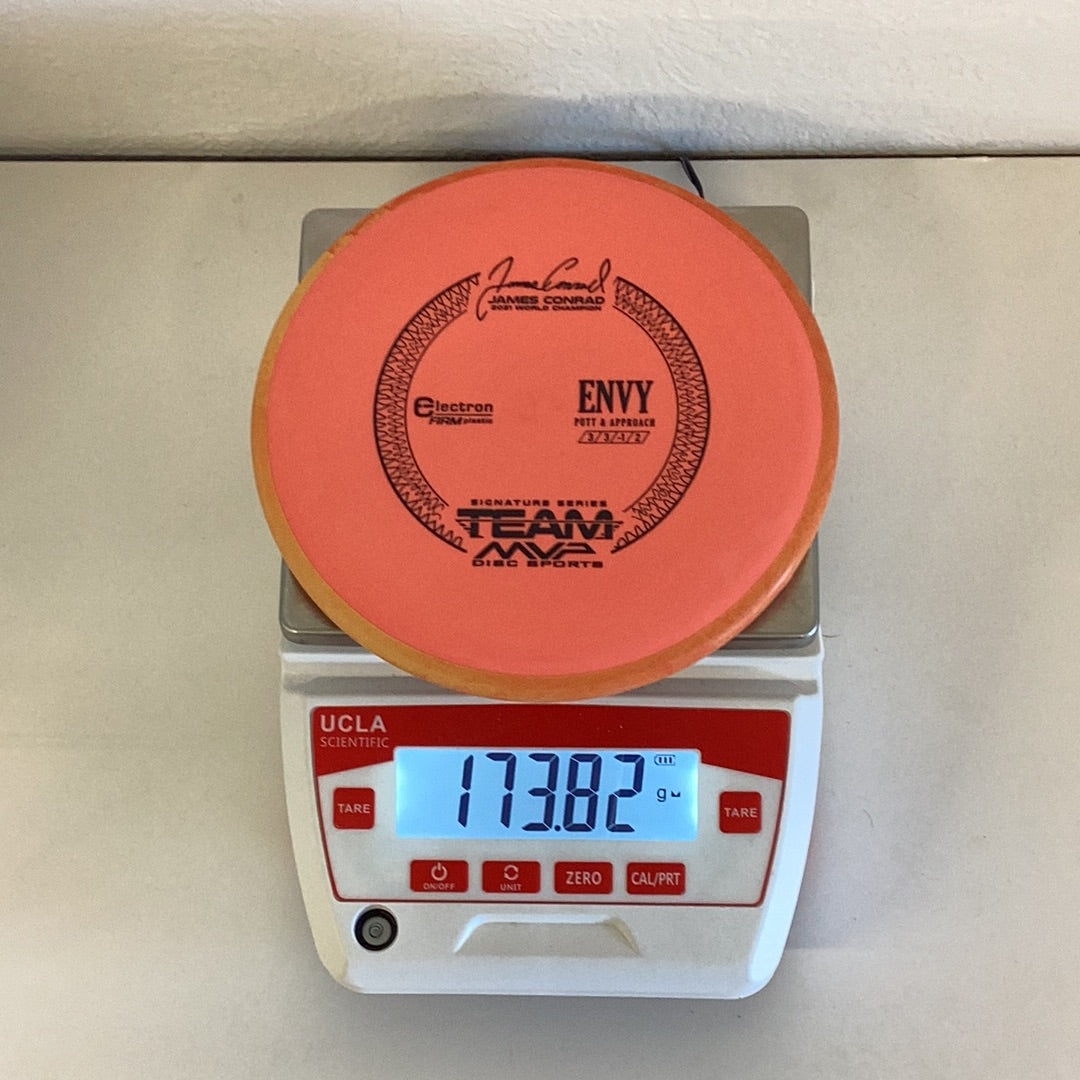 James Conrad
JAMES CONRAD
2021 WORLD CHAMPION
Electron
FIRM plastic
ENVY
PUTT & APPROACH
3/3/-1/2
SIGNATURE SERIES
TEAM
MVP
DISC SPORTS
UCLA
SCIENTIFIC
173.82
g
TARE
TARE
ON/OFF
UNIT
ZERO
CAL/PRT